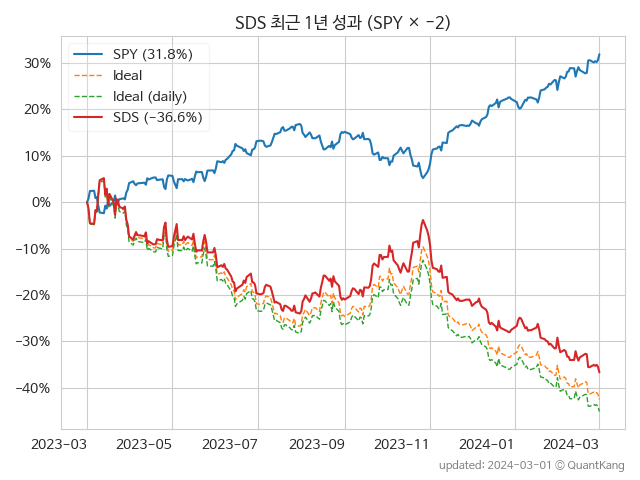 SDS 최근 1년 성과 (SPY × −2)
SPY (31.8%)
Ideal
Ideal (daily)
SDS (−36.6%)
30%
20%
10%
0%
−10%
−20%
−30%
−40%
2023-03 2023-05 2023-07 2023-09 2023-11 2024-01 2024-03
updated: 2024-03-01 © QuantKang